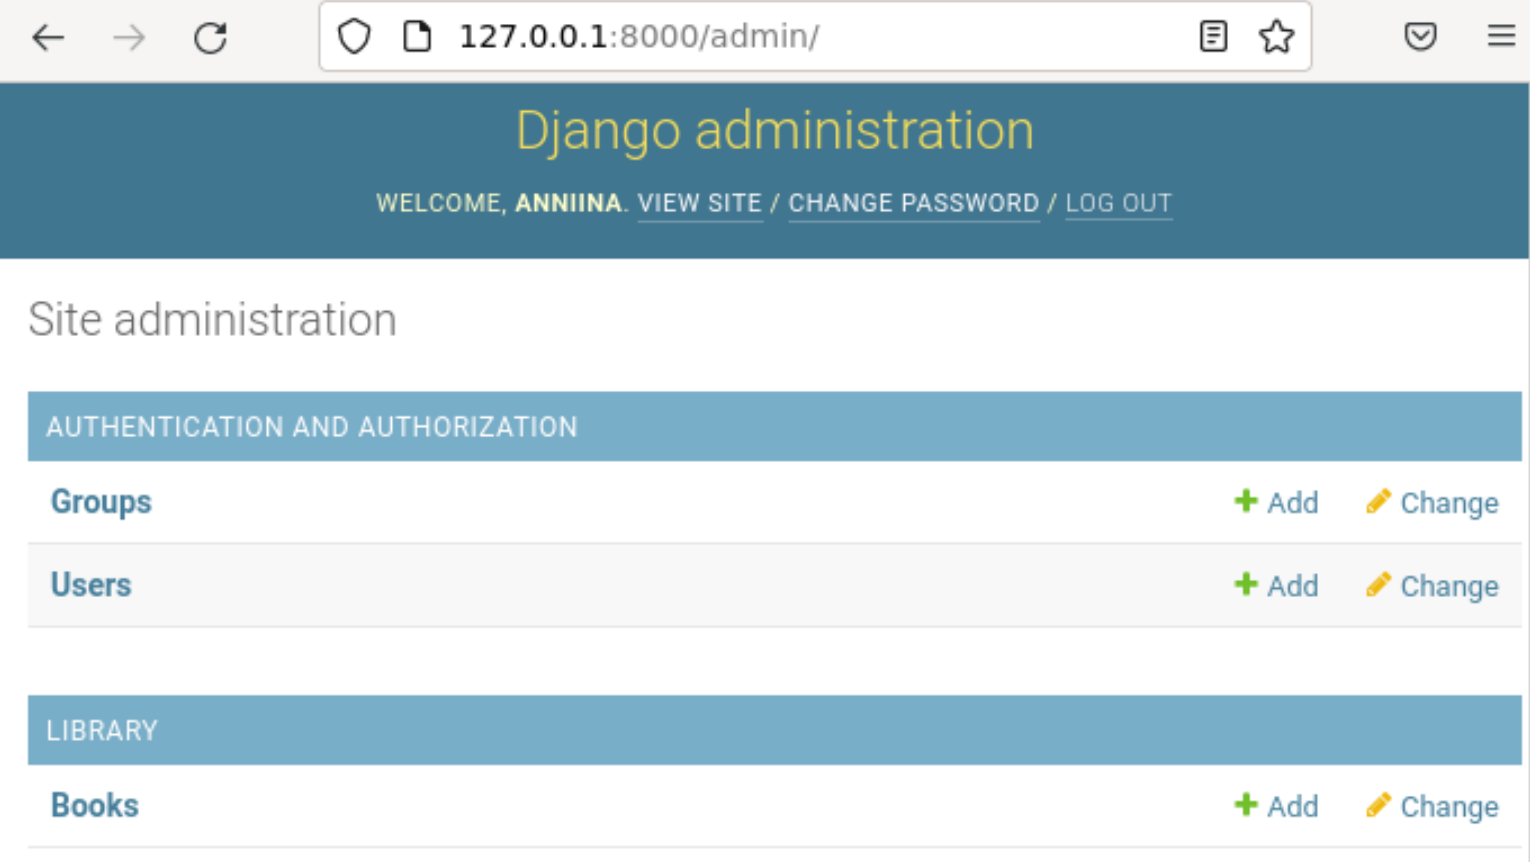 127.0.0.1:8000/admin/
Django administration
WELCOME, ANNIINA. VIEW SITE / CHANGE PASSWORD / LOG OUT
Site administration
AUTHENTICATION AND AUTHORIZATION
Groups Add Change
Users Add Change
LIBRARY
Books Add Change